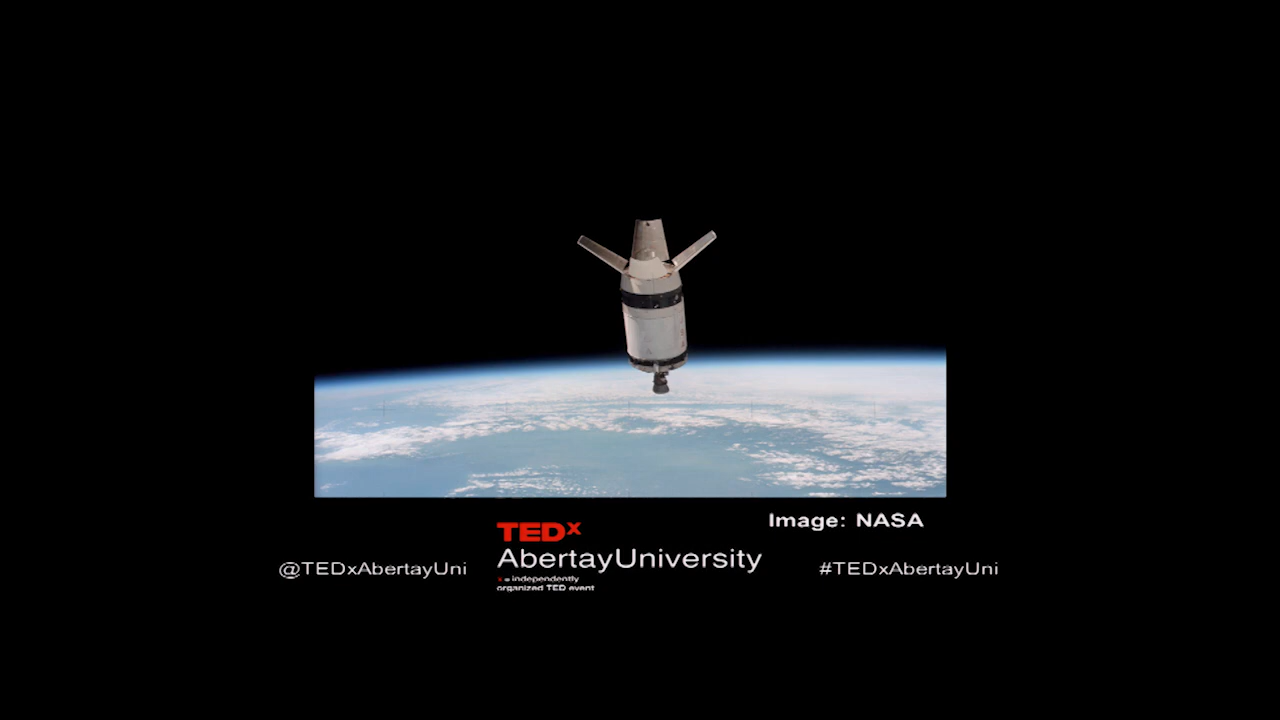 Image: NASA
TEDx
AbertayUniversity
@TEDxAbertayUni
#TEDxAbertayUni
x = independently
organized TED event